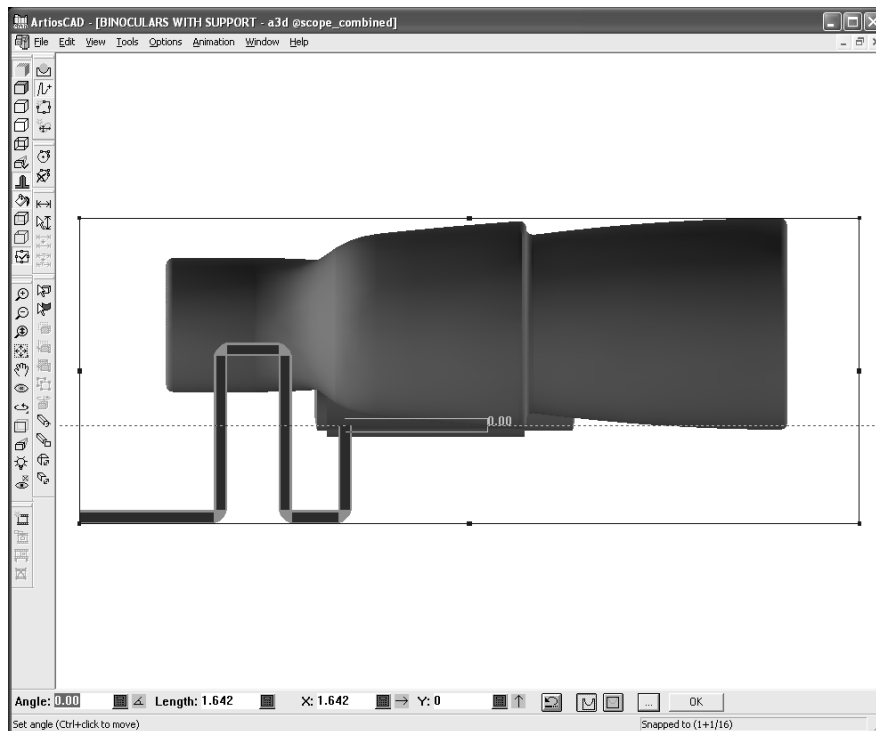 ArtiosCAD - [BINOCULARS WITH SUPPORT - a3d @scope_combined]
File Edit View Tools Options Animation Window Help
0.00
Angle: 0.00 Length: 1.642 X: 1.642 Y: 0 ... OK
Set angle (Ctrl+click to move) Snapped to (1+1/16)